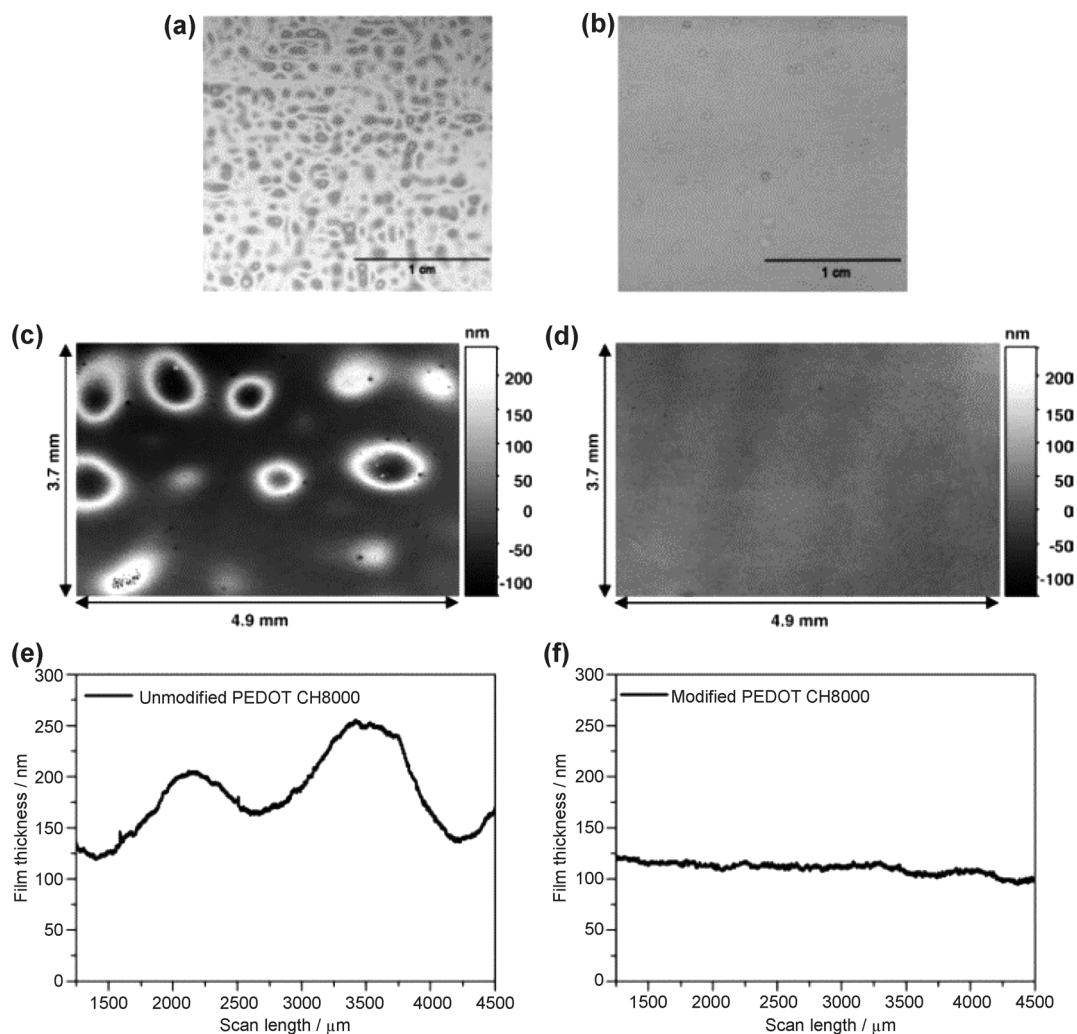 (a)
(b)
1 cm
1 cm
(c)
nm
200
150
100
50
0
-50
-100
3.7 mm
4.9 mm
(d)
nm
200
150
100
50
0
-50
-100
3.7 mm
4.9 mm
(e)
300
250
200
150
100
50
0
Film thickness / nm
Unmodified PEDOT CH8000
1500 2000 2500 3000 3500 4000 4500
Scan length / μm
(f)
300
250
200
150
100
50
0
Film thickness / nm
Modified PEDOT CH8000
1500 2000 2500 3000 3500 4000 4500
Scan length / μm